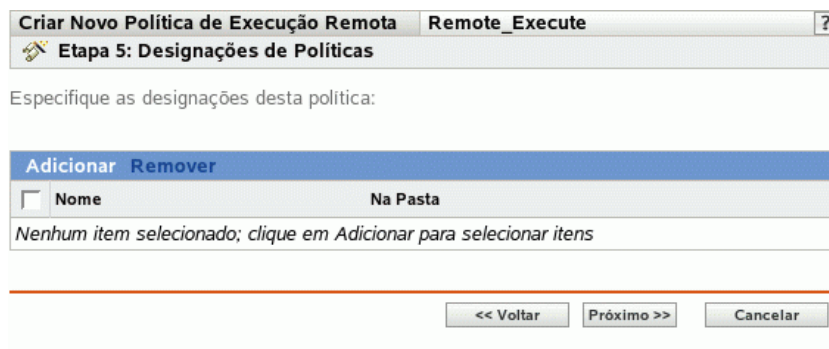 Criar Novo Política de Execução Remota Remote_Execute ?
Etapa 5: Designações de Políticas
Especifique as designações desta política:
Adicionar Remover
Nome Na Pasta
Nenhum item selecionado; clique em Adicionar para selecionar itens
<< Voltar Próximo >> Cancelar